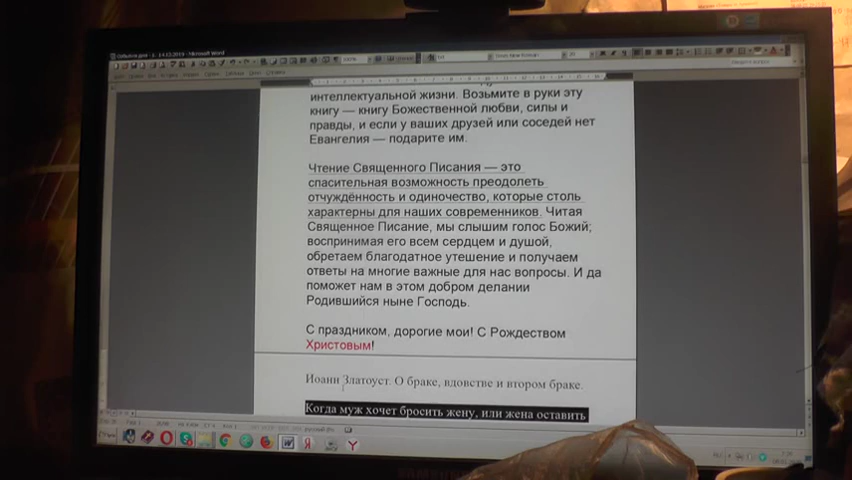 Microsoft Word
интеллектуальной жизни. Возьмите в руки эту
книгу — книгу Божественной любви, силы и
правды, и если у ваших друзей или соседей нет
Евангелия — подарите им.
Чтение Священного Писания — это
спасительная возможность преодолеть
отчуждённость и одиночество, которые столь
характерны для наших современников. Читая
Священное Писание, мы слышим голос Божий;
воспринимая его всем сердцем и душой,
обретаем благодатное утешение и получаем
ответы на многие важные для нас вопросы. И да
поможет нам в этом добром делании
Родившийся ныне Господь.
С праздником, дорогие мои! С Рождеством
Христовым!
Иоанн Златоуст. О браке, вдовстве и втором браке.
Когда муж хочет бросить жену, или жена оставить